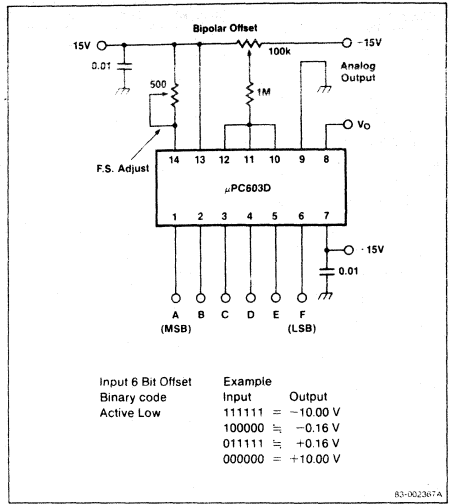 Bipolar Offset
15V
-15V
100k
0.01
Analog
Output
500
1M
Vo
F.S. Adjust
14 13 12 11 10 9 8
µPC603D
1 2 3 4 5 6 7
-15V
0.01
A B C D E F
(MSB) (LSB)
Input 6 Bit Offset
Binary code
Active Low
Example
Input Output
111111 = −10.00 V
100000 ≒ −0.16 V
011111 ≒ +0.16 V
000000 = +10.00 V
83-002367A